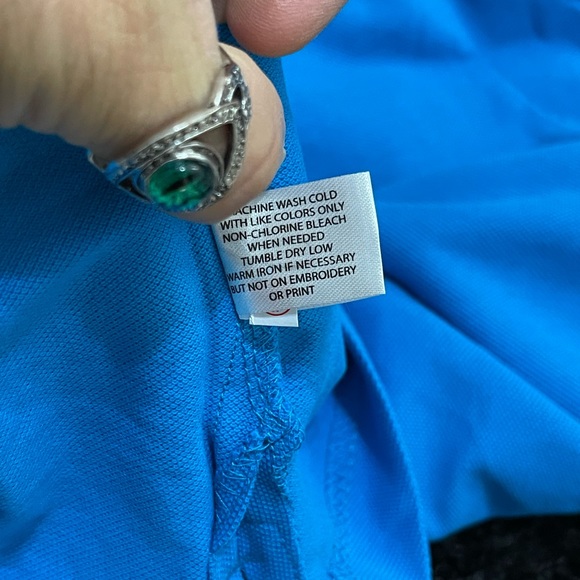 MACHINE WASH COLD
WITH LIKE COLORS ONLY
NON-CHLORINE BLEACH
WHEN NEEDED
TUMBLE DRY LOW
WARM IRON IF NECESSARY
BUT NOT ON EMBROIDERY
OR PRINT